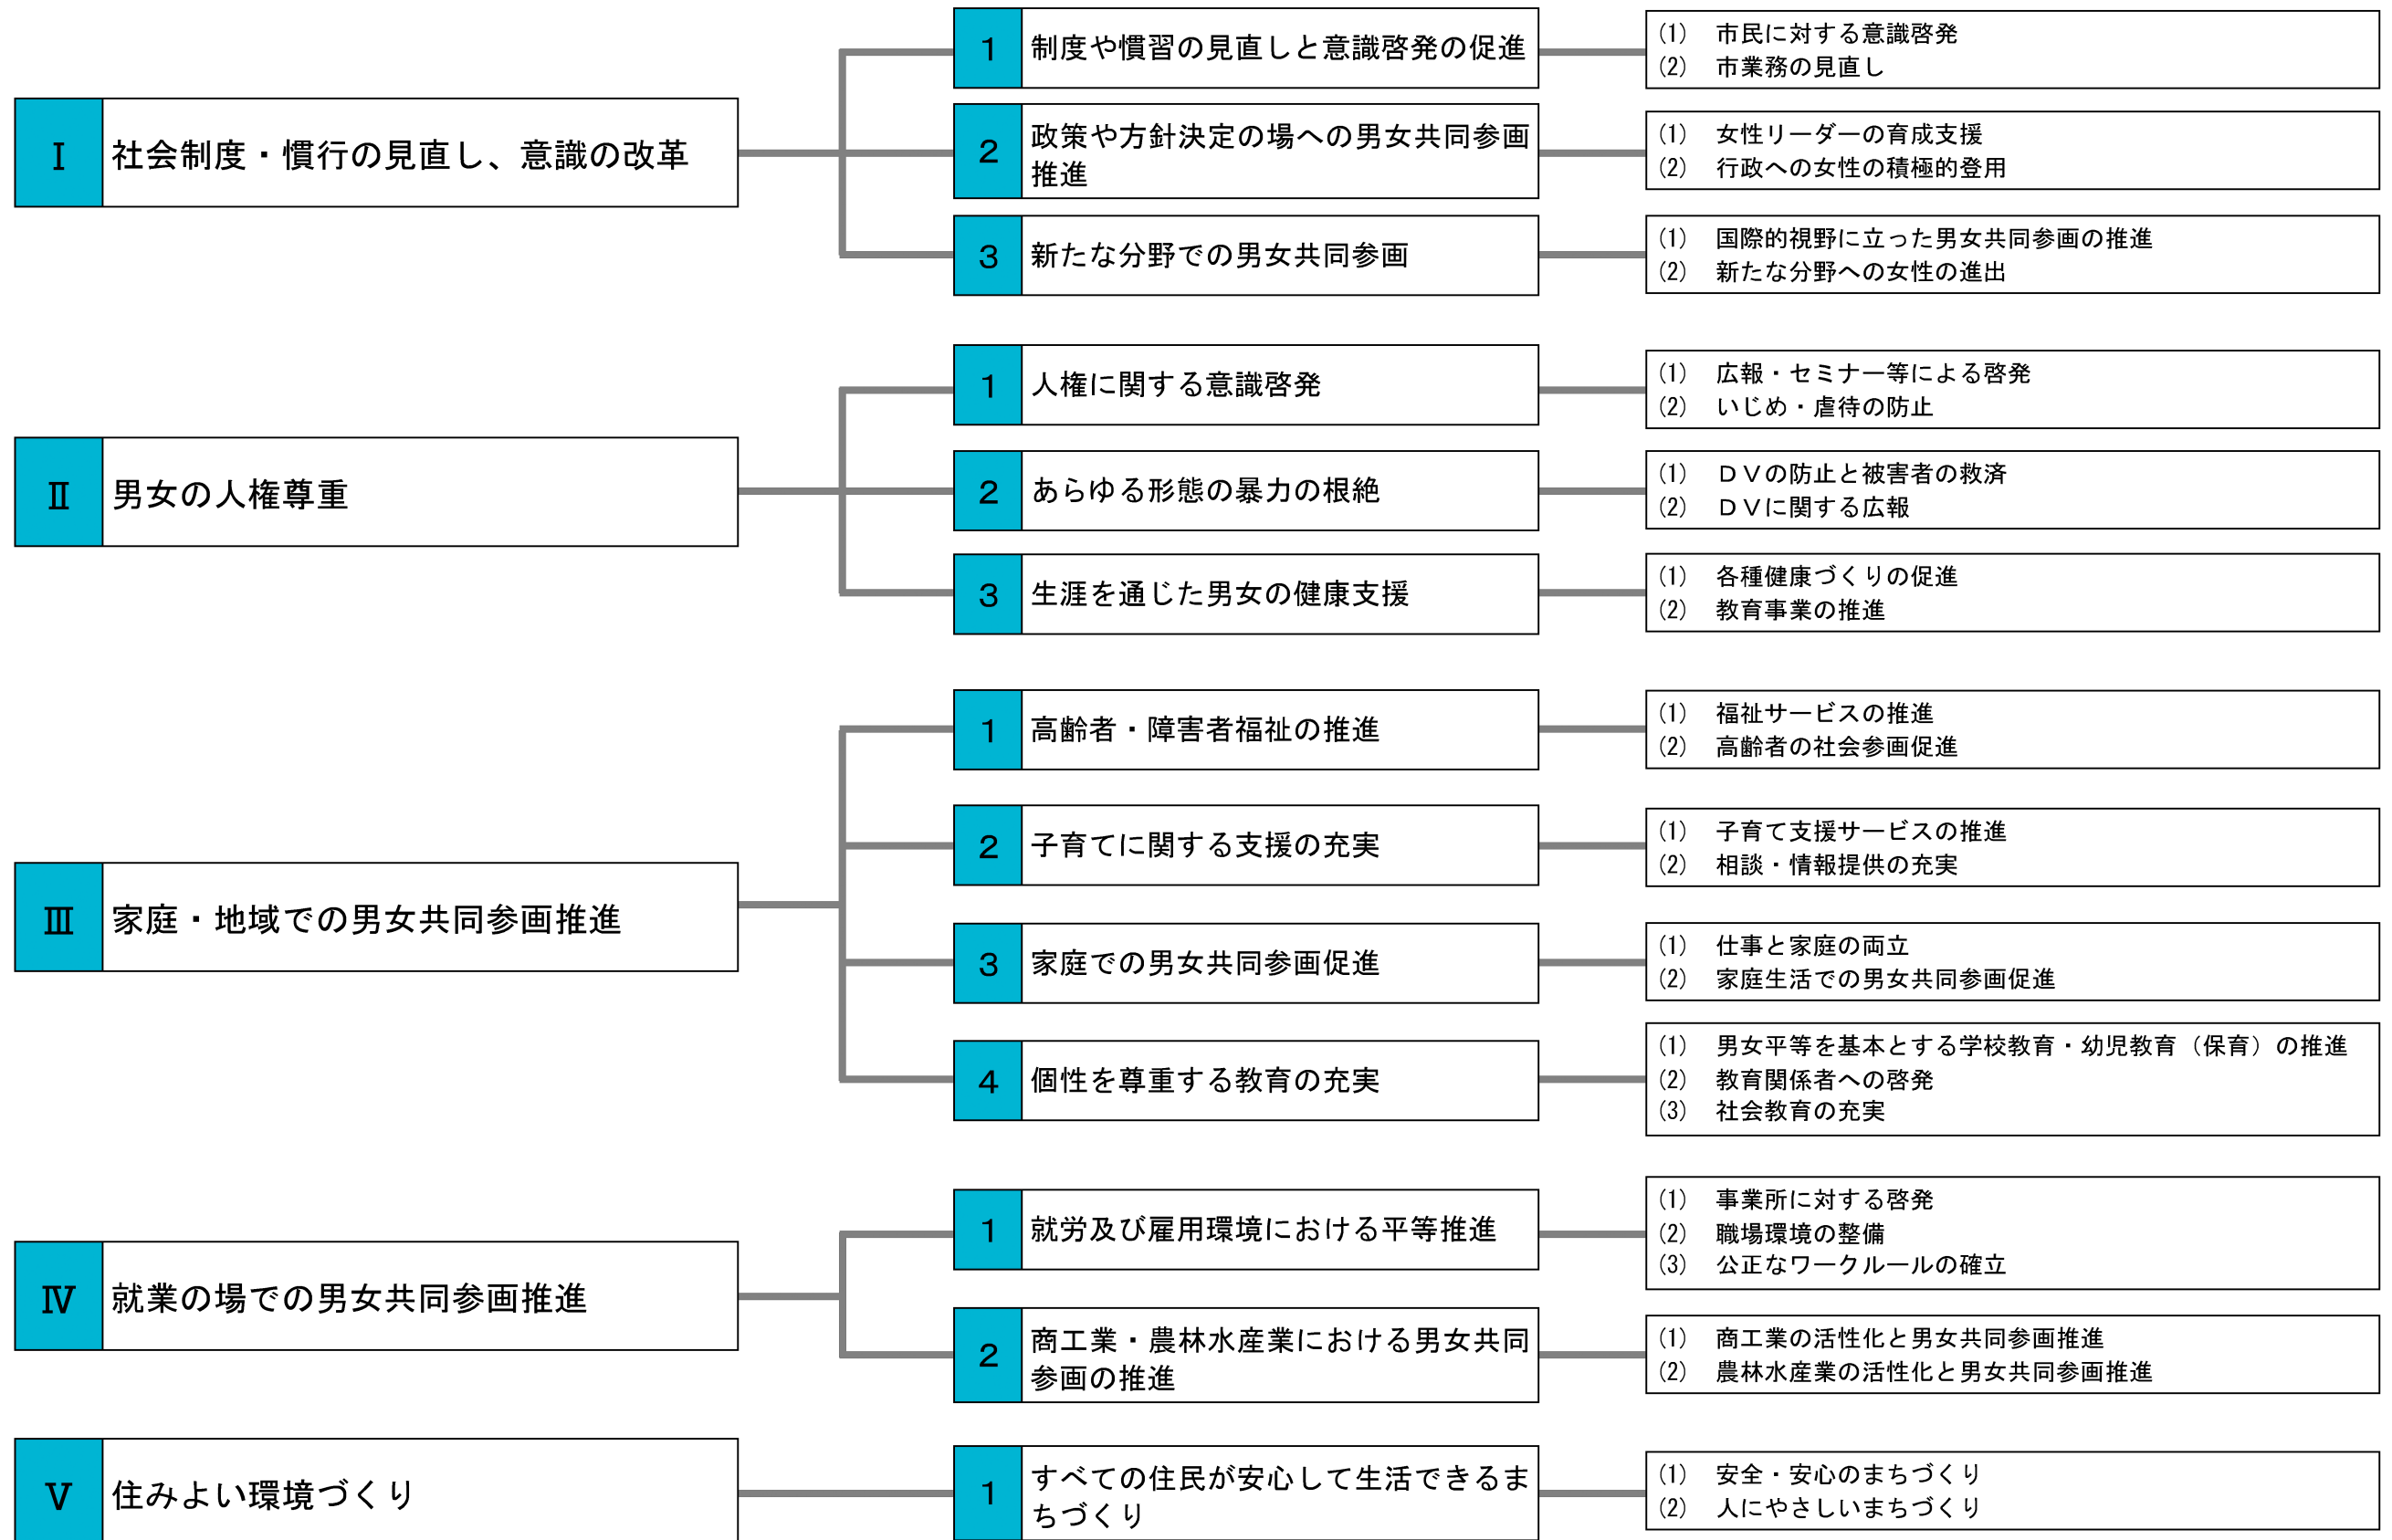 Ⅰ 社会制度・慣行の見直し、意識の改革
1 制度や慣習の見直しと意識啓発の促進
(1) 市民に対する意識啓発
(2) 市業務の見直し
2 政策や方針決定の場への男女共同参画
推進
(1) 女性リーダーの育成支援
(2) 行政への女性の積極的登用
3 新たな分野での男女共同参画
(1) 国際的視野に立った男女共同参画の推進
(2) 新たな分野への女性の進出
Ⅱ 男女の人権尊重
1 人権に関する意識啓発
(1) 広報・セミナー等による啓発
(2) いじめ・虐待の防止
2 あらゆる形態の暴力の根絶
(1) ＤＶの防止と被害者の救済
(2) ＤＶに関する広報
3 生涯を通じた男女の健康支援
(1) 各種健康づくりの促進
(2) 教育事業の推進
Ⅲ 家庭・地域での男女共同参画推進
1 高齢者・障害者福祉の推進
(1) 福祉サービスの推進
(2) 高齢者の社会参画促進
2 子育てに関する支援の充実
(1) 子育て支援サービスの推進
(2) 相談・情報提供の充実
3 家庭での男女共同参画促進
(1) 仕事と家庭の両立
(2) 家庭生活での男女共同参画促進
4 個性を尊重する教育の充実
(1) 男女平等を基本とする学校教育・幼児教育（保育）の推進
(2) 教育関係者への啓発
(3) 社会教育の充実
Ⅳ 就業の場での男女共同参画推進
1 就労及び雇用環境における平等推進
(1) 事業所に対する啓発
(2) 職場環境の整備
(3) 公正なワークルールの確立
2 商工業・農林水産業における男女共同
参画の推進
(1) 商工業の活性化と男女共同参画推進
(2) 農林水産業の活性化と男女共同参画推進
Ⅴ 住みよい環境づくり
1 すべての住民が安心して生活できるま
ちづくり
(1) 安全・安心のまちづくり
(2) 人にやさしいまちづくり